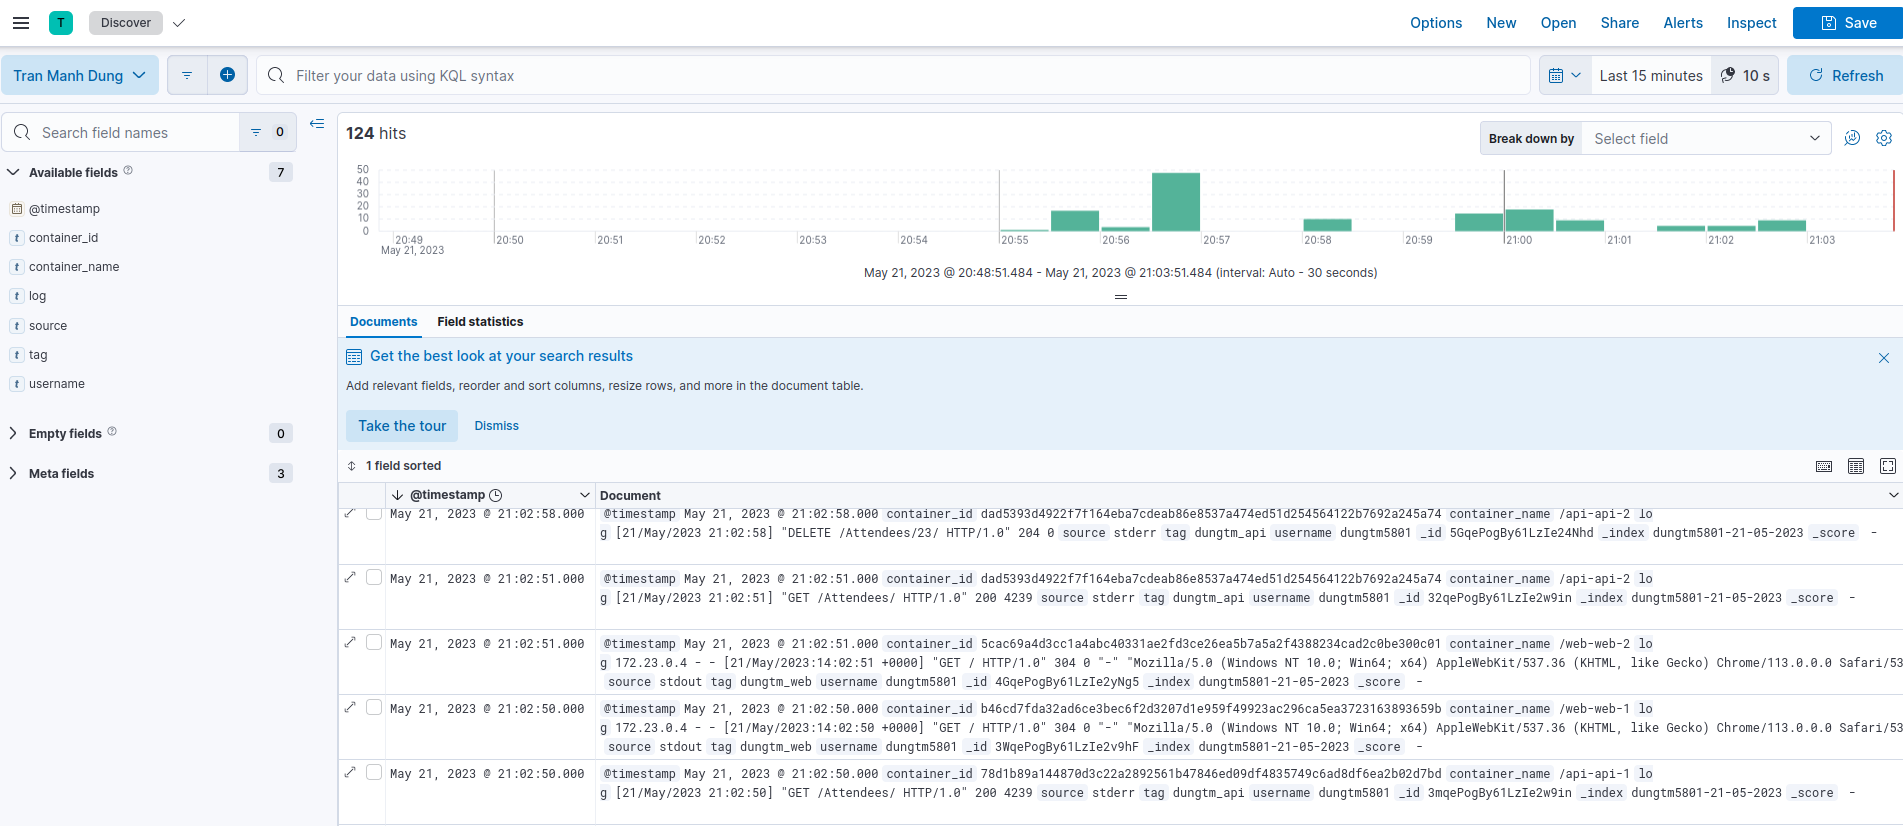 T Discover Options New Open Share Alerts Inspect Save
Tran Manh Dung Filter your data using KQL syntax Last 15 minutes 10 s Refresh
Search field names 0
Available fields 7
@timestamp
container_id
container_name
log
source
tag
username
Empty fields 0
Meta fields 3
124 hits
Break down by Select field
50
40
30
20
10
0
20:49 20:50 20:51 20:52 20:53 20:54 20:55 20:56 20:57 20:58 20:59 21:00 21:01 21:02 21:03
May 21, 2023
May 21, 2023 @ 20:48:51.484 - May 21, 2023 @ 21:03:51.484 (interval: Auto - 30 seconds)
Documents Field statistics
Get the best look at your search results
Add relevant fields, reorder and sort columns, resize rows, and more in the document table.
Take the tour Dismiss
1 field sorted
@timestamp Document
May 21, 2023 @ 21:02:58.000 @timestamp May 21, 2023 @ 21:02:58.000 container_id dad5393d4922f7f164eba7cdeab86e8537a474ed51d254564122b7692a245a74 container_name /api-api-2 lo
g [21/May/2023 21:02:58] "DELETE /Attendees/23/ HTTP/1.0" 204 0 source stderr tag dungtm_api username dungtm5801 _id 5GqePogBy61LzIe24Nhd _index dungtm5801-21-05-2023 _score -
May 21, 2023 @ 21:02:51.000 @timestamp May 21, 2023 @ 21:02:51.000 container_id dad5393d4922f7f164eba7cdeab86e8537a474ed51d254564122b7692a245a74 container_name /api-api-2 lo
g [21/May/2023 21:02:51] "GET /Attendees/ HTTP/1.0" 200 4239 source stderr tag dungtm_api username dungtm5801 _id 32qePogBy61LzIe2w9in _index dungtm5801-21-05-2023 _score -
May 21, 2023 @ 21:02:51.000 @timestamp May 21, 2023 @ 21:02:51.000 container_id 5cac69a4d3cc1a4abc40331ae2fd3ce26ea5b7a5a2f4388234cad2c0be300c01 container_name /web-web-2 lo
g 172.23.0.4 - - [21/May/2023:14:02:51 +0000] "GET / HTTP/1.0" 304 0 "-" "Mozilla/5.0 (Windows NT 10.0; Win64; x64) AppleWebKit/537.36 (KHTML, like Gecko) Chrome/113.0.0.0 Safari/53
source stdout tag dungtm_web username dungtm5801 _id 4GqePogBy61LzIe2yNg5 _index dungtm5801-21-05-2023 _score -
May 21, 2023 @ 21:02:50.000 @timestamp May 21, 2023 @ 21:02:50.000 container_id b46cd7fda32ad6ce3bec6f2d3207d1e959f49923ac296ca5ea3723163893659b container_name /web-web-1 lo
g 172.23.0.4 - - [21/May/2023:14:02:50 +0000] "GET / HTTP/1.0" 304 0 "-" "Mozilla/5.0 (Windows NT 10.0; Win64; x64) AppleWebKit/537.36 (KHTML, like Gecko) Chrome/113.0.0.0 Safari/53
source stdout tag dungtm_web username dungtm5801 _id 3WqePogBy61LzIe2v9hF _index dungtm5801-21-05-2023 _score -
May 21, 2023 @ 21:02:50.000 @timestamp May 21, 2023 @ 21:02:50.000 container_id 78d1b89a144870d3c22a2892561b47846ed09df4835749c6ad8df6ea2b02d7bd container_name /api-api-1 lo
g [21/May/2023 21:02:50] "GET /Attendees/ HTTP/1.0" 200 4239 source stderr tag dungtm_api username dungtm5801 _id 3mqePogBy61LzIe2w9in _index dungtm5801-21-05-2023 _score -